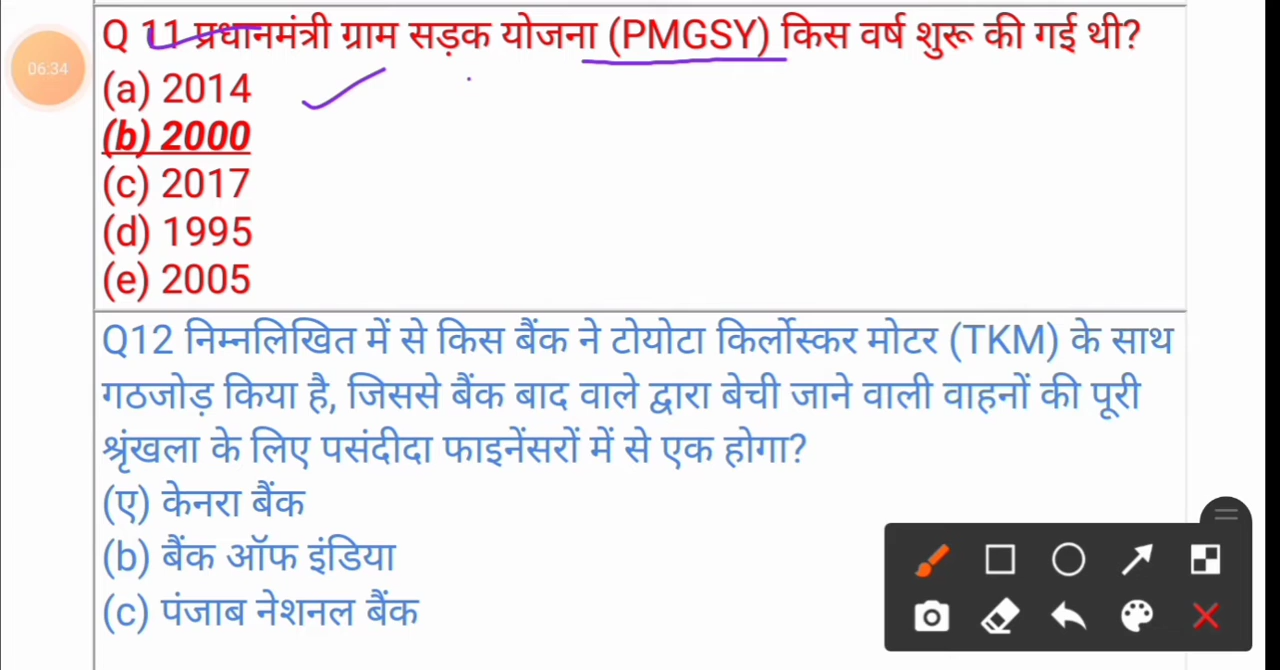 06:34
Q 11 प्रधानमंत्री ग्राम सड़क योजना (PMGSY) किस वर्ष शुरू की गई थी?
(a) 2014
(b) 2000
(c) 2017
(d) 1995
(e) 2005
Q12 निम्नलिखित में से किस बैंक ने टोयोटा किर्लोस्कर मोटर (TKM) के साथ
गठजोड़ किया है, जिससे बैंक बाद वाले द्वारा बेची जाने वाली वाहनों की पूरी
श्रृंखला के लिए पसंदीदा फाइनेंसरों में से एक होगा?
(ए) केनरा बैंक
(b) बैंक ऑफ इंडिया
(c) पंजाब नेशनल बैंक